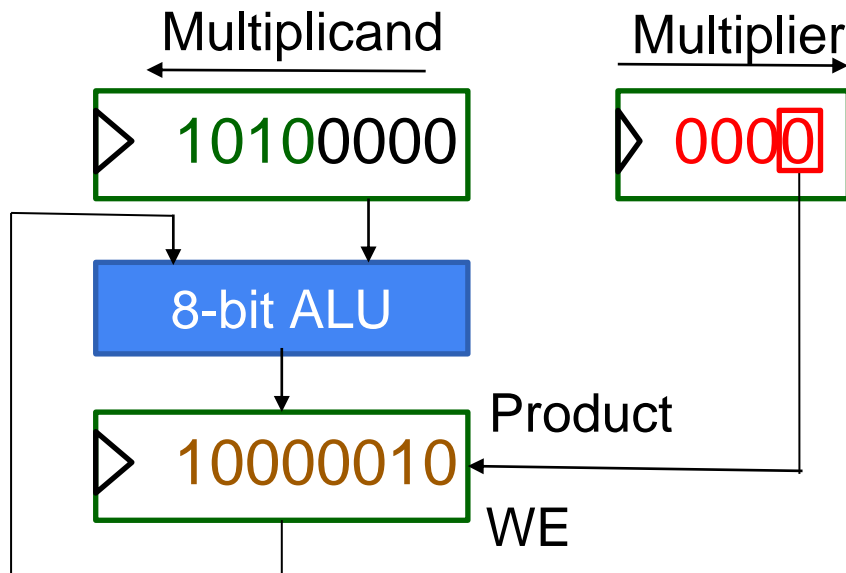 Multiplicand
Multiplier
10100000
0000
8-bit ALU
Product
10000010
WE